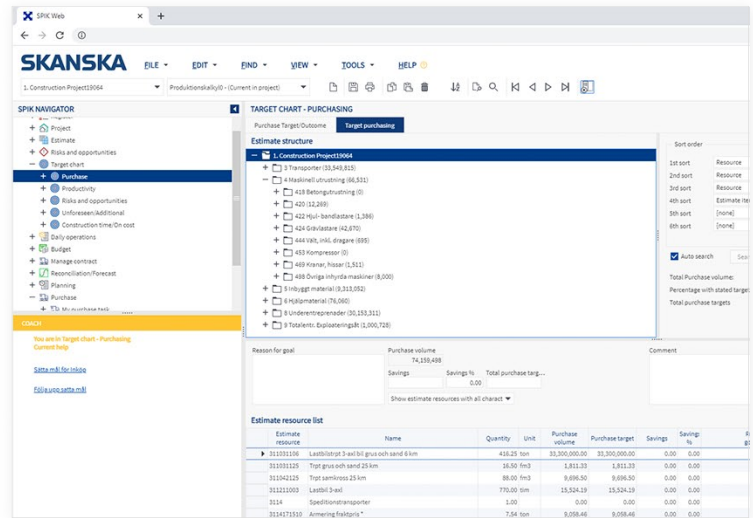 SPIK Web
SKANSKA FILE EDIT FIND VIEW TOOLS HELP
1. Construction Project19064 Produktionskalkyl0 - (Current in project)
SPIK NAVIGATOR
Project
Estimate
Risks and opportunities
Target chart
Purchase
Productivity
Risks and opportunities
Unforeseen/Additional
Construction time/On cost
Daily operations
Budget
Manage contract
Reconciliation/Forecast
Planning
Purchase
My purchase task
COACH
You are in Target chart - Purchasing
Current help
Sätta mål för Inköp
Följa upp satta mål
TARGET CHART - PURCHASING
Purchase Target/Outcome Target purchasing
Estimate structure
1. Construction Project19064
3 Transporter (33,549,815)
4 Maskinell utrustning (66,531)
418 Betongutrustning (0)
420 (12,269)
422 Hjul- bandlastare (1,386)
424 Grävlastare (42,670)
444 Vält, inkl. dragare (695)
453 Kompressor (0)
469 Kranar, hissar (1,511)
498 Övriga inhyrda maskiner (8,000)
5 Inbyggt material (9,313,052)
6 Hjälpmaterial (76,060)
8 Underentreprenader (30,153,311)
9 Totalentr. Exploateringsåt (1,000,728)
Sort order
1st sort Resource
2nd sort Resource
3rd sort Resource
4th sort Estimate ite
5th sort [none]
6th sort [none]
Auto search Sea
Total Purchase volume:
Percentage with stated targe
Total purchase targets
Reason for goal Purchase volume Comment
74,159,498
Savings Savings % Total purchase targ...
0.00
Show estimate resources with all charact
Estimate resource list
Estimate resource Name Quantity Unit Purchase volume Purchase target Savings Savings %
311031106 Lastbilstrpt 3-axl bil grus och sand 6 km 416.25 ton 33,300,000.00 33,300,000.00 0.00 0.00
311031125 Trpt grus och sand 25 km 16.50 fm3 1,811.33 1,811.33 0.00 0.00
311042125 Trpt samkross 25 km 88.00 fm3 9,696.50 9,696.50 0.00 0.00
311211003 Lastbil 3-axl 770.00 tim 15,524.19 15,524.19 0.00 0.00
3114 Speditionstransporter 1.00 0.00 0.00 0.00 0.00
3114171510 Armering fraktpris * 7.54 ton 9,058.46 9,058.46 0.00 0.00